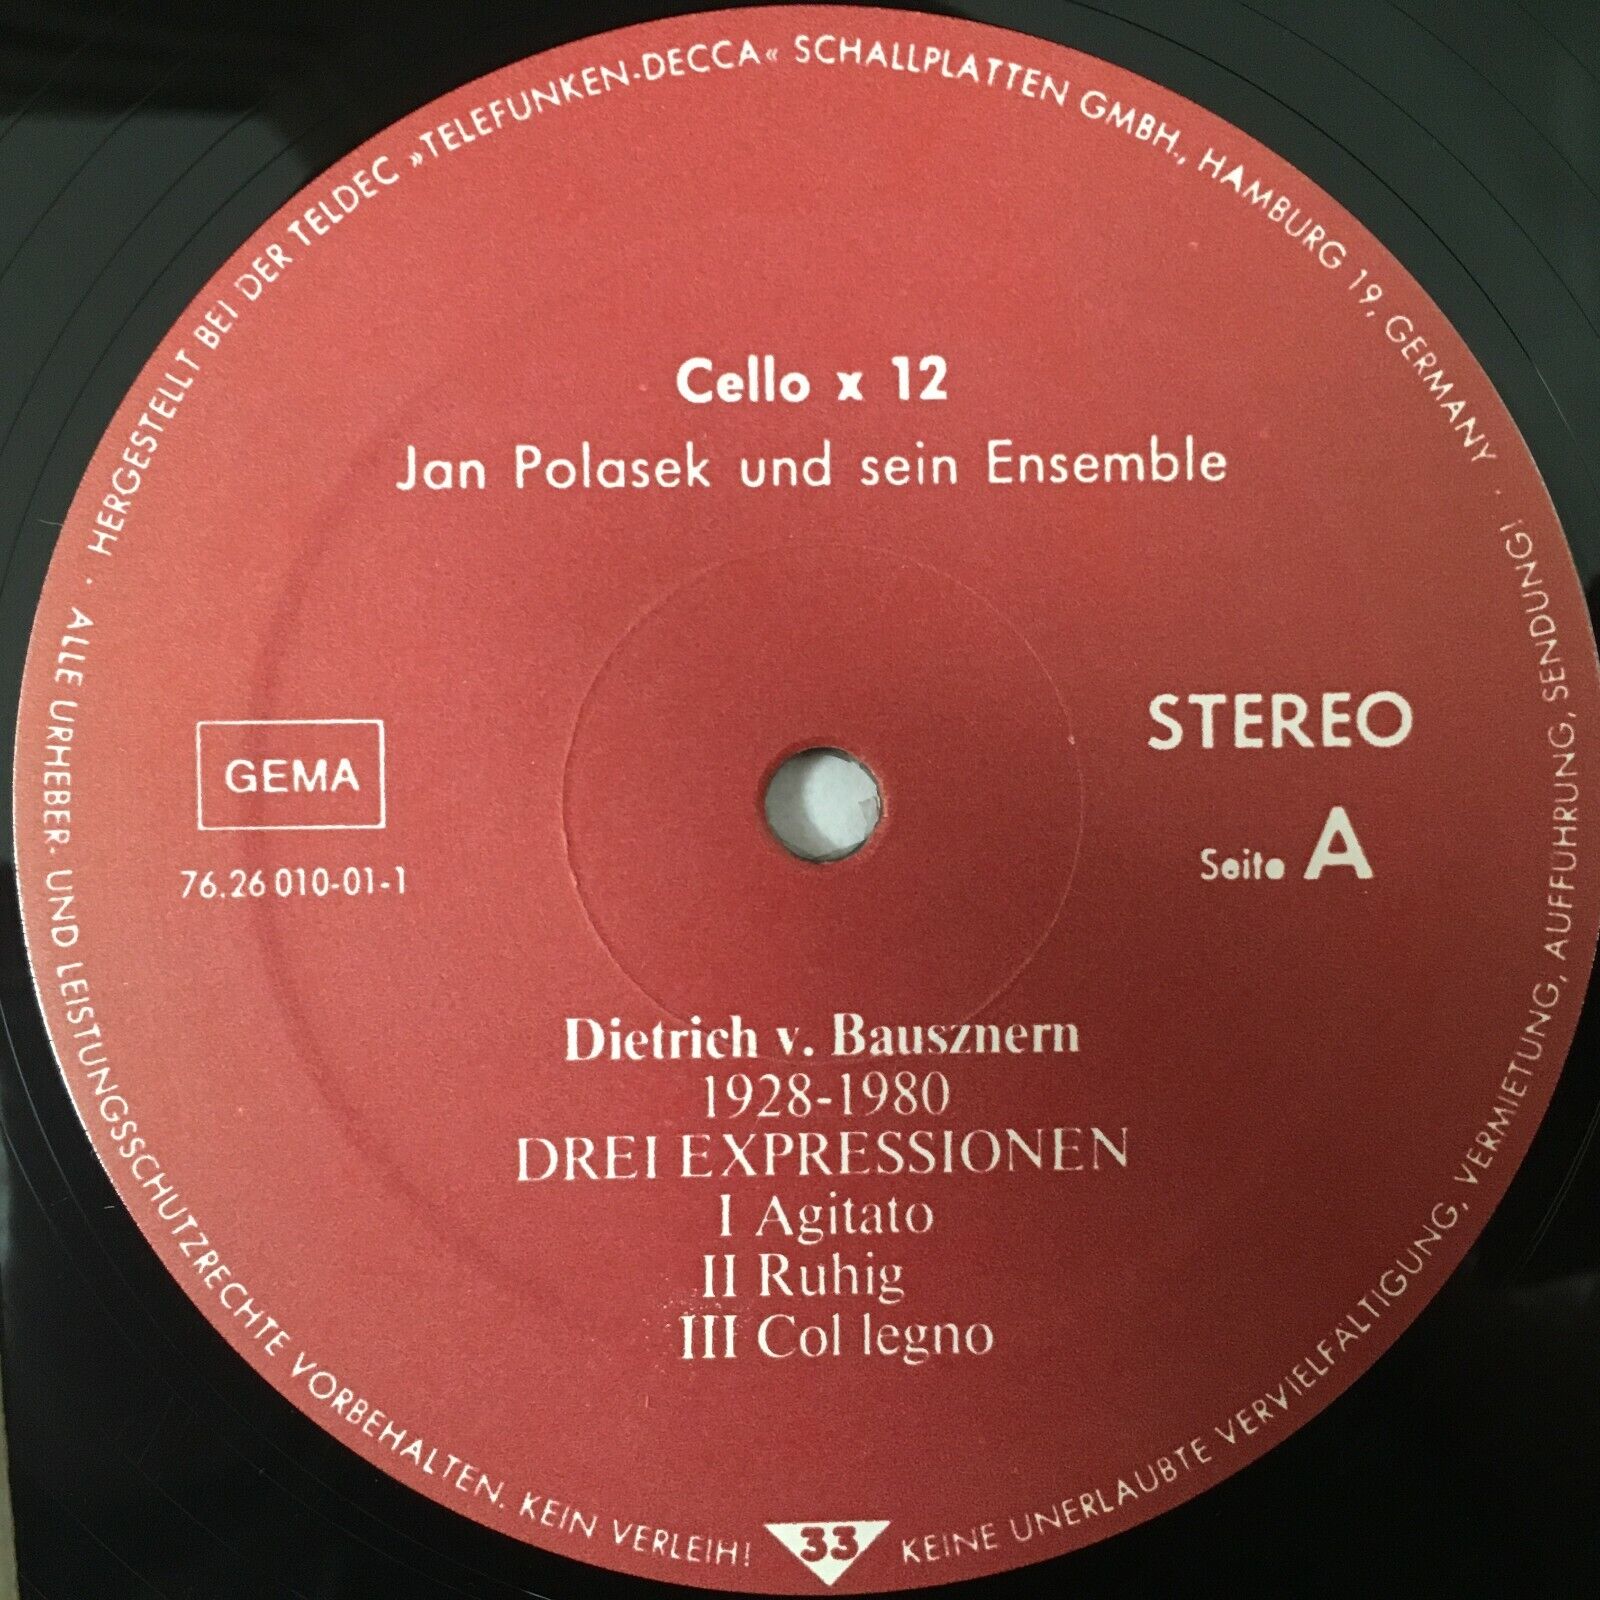 HERGESTELLT BEI DER TELDEC »TELEFUNKEN-DECCA« SCHALLPLATTEN GMBH., HAMBURG 19, GERMANY ·
Cello x 12
Jan Polasek und sein Ensemble
GEMA
76.26 010-01-1
STEREO
Seite A
Dietrich v. Bausznern
1928-1980
DREI EXPRESSIONEN
I Agitato
II Ruhig
III Col legno
· ALLE URHEBER- UND LEISTUNGSSCHUTZRECHTE VORBEHALTEN. KEIN VERLEIH!
33
KEINE UNERLAUBTE VERVIELFÄLTIGUNG, VERMIETUNG, AUFFÜHRUNG, SENDUNG!